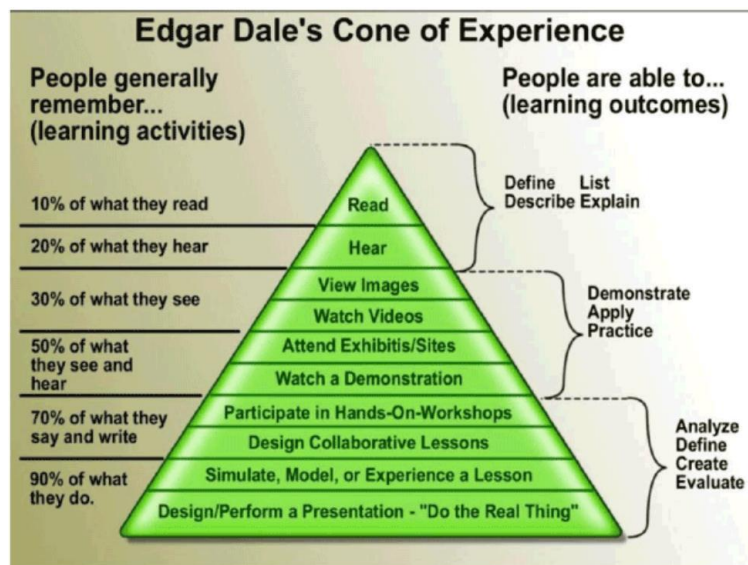 Edgar Dale's Cone of Experience
People generally
remember...
(learning activities)
People are able to...
(learning outcomes)
10% of what they read
20% of what they hear
30% of what they see
50% of what
they see and
hear
70% of what they
say and write
90% of what
they do.
Read
Hear
View Images
Watch Videos
Attend Exhibitis/Sites
Watch a Demonstration
Participate in Hands-On-Workshops
Design Collaborative Lessons
Simulate, Model, or Experience a Lesson
Design/Perform a Presentation - "Do the Real Thing"
Define List
Describe Explain
Demonstrate
Apply
Practice
Analyze
Define
Create
Evaluate